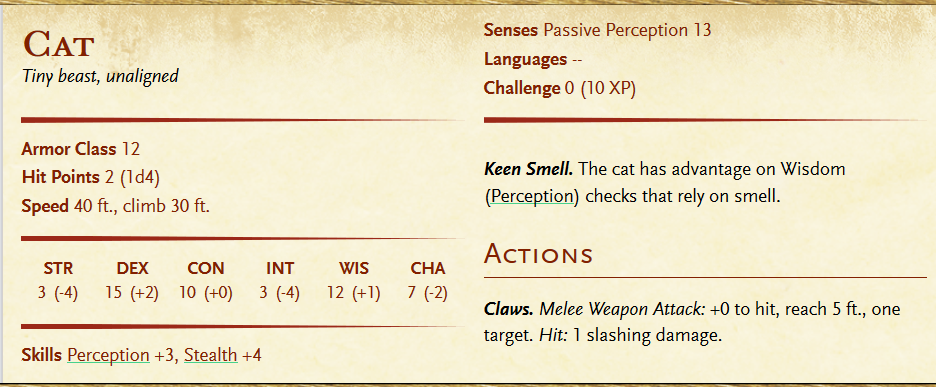 CAT
Tiny beast, unaligned
Armor Class 12
Hit Points 2 (1d4)
Speed 40 ft., climb 30 ft.
STR DEX CON INT WIS CHA
3 (-4) 15 (+2) 10 (+0) 3 (-4) 12 (+1) 7 (-2)
Skills Perception +3, Stealth +4
Senses Passive Perception 13
Languages --
Challenge 0 (10 XP)
Keen Smell. The cat has advantage on Wisdom
(Perception) checks that rely on smell.
ACTIONS
Claws. Melee Weapon Attack: +0 to hit, reach 5 ft., one
target. Hit: 1 slashing damage.